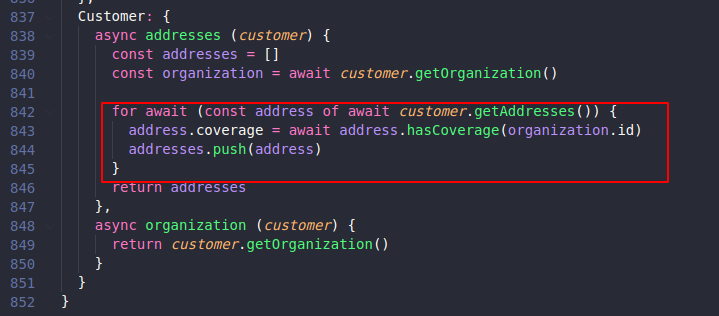 },
837 Customer: {
838 async addresses (customer) {
839 const addresses = []
840 const organization = await customer.getOrganization()
841
842 for await (const address of await customer.getAddresses()) {
843 address.coverage = await address.hasCoverage(organization.id)
844 addresses.push(address)
845 }
846 return addresses
847 },
848 async organization (customer) {
849 return customer.getOrganization()
850 }
851 }
852 }